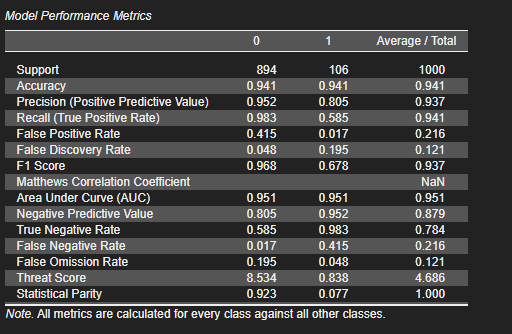 Model Performance Metrics
0 1 Average / Total
Support 894 106 1000
Accuracy 0.941 0.941 0.941
Precision (Positive Predictive Value) 0.952 0.805 0.937
Recall (True Positive Rate) 0.983 0.585 0.941
False Positive Rate 0.415 0.017 0.216
False Discovery Rate 0.048 0.195 0.121
F1 Score 0.968 0.678 0.937
Matthews Correlation Coefficient NaN
Area Under Curve (AUC) 0.951 0.951 0.951
Negative Predictive Value 0.805 0.952 0.879
True Negative Rate 0.585 0.983 0.784
False Negative Rate 0.017 0.415 0.216
False Omission Rate 0.195 0.048 0.121
Threat Score 8.534 0.838 4.686
Statistical Parity 0.923 0.077 1.000
Note. All metrics are calculated for every class against all other classes.